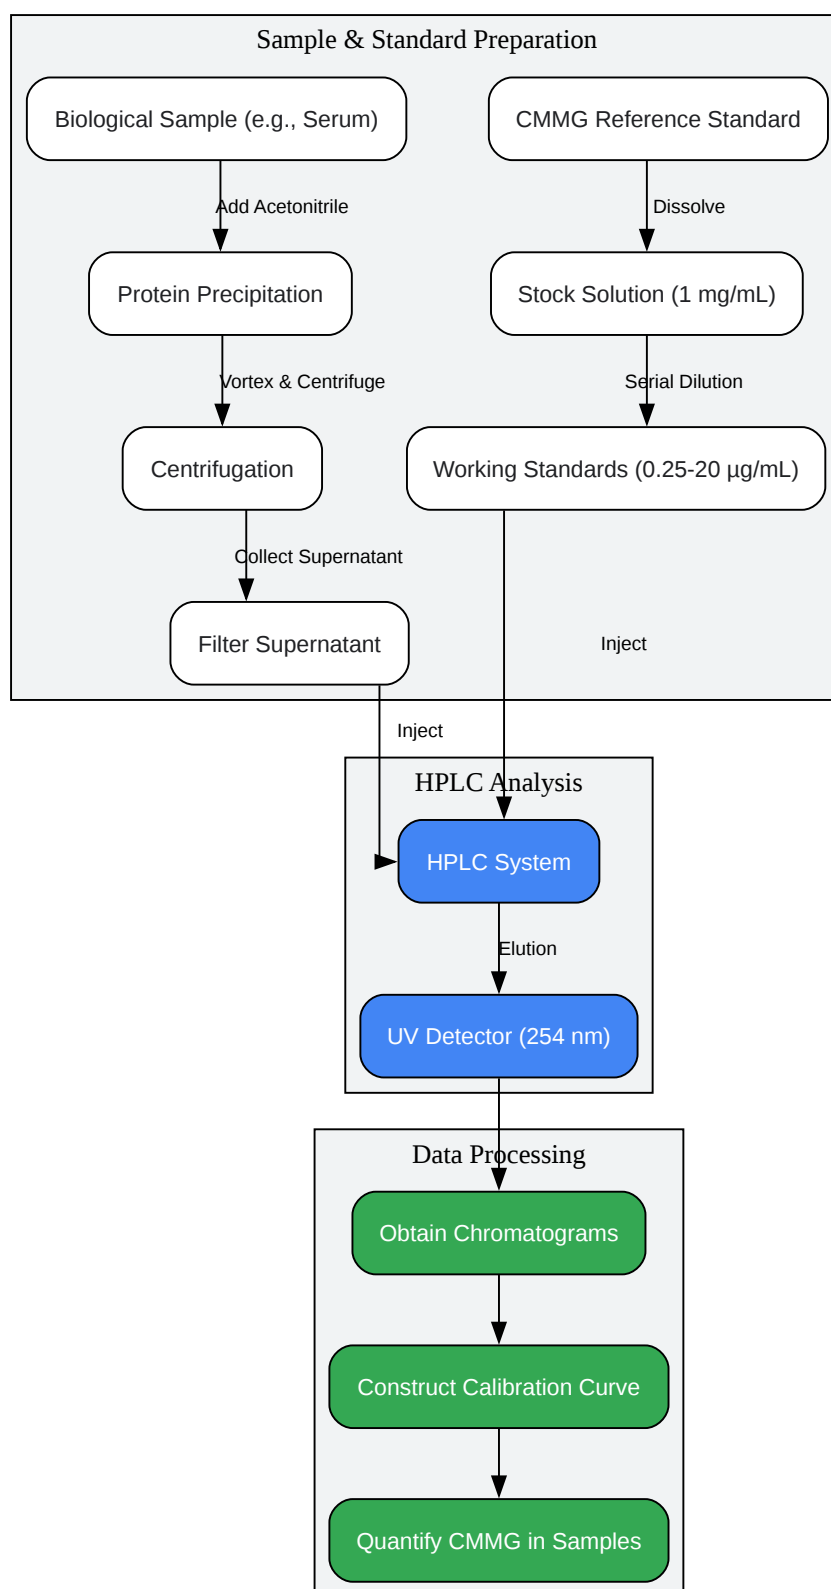 Sample & Standard Preparation
Biological Sample (e.g., Serum)
CMMG Reference Standard
Add Acetonitrile
Dissolve
Protein Precipitation
Stock Solution (1 mg/mL)
Vortex & Centrifuge
Serial Dilution
Centrifugation
Working Standards (0.25-20 µg/mL)
Collect Supernatant
Filter Supernatant
Inject
Inject
HPLC Analysis
HPLC System
Elution
UV Detector (254 nm)
Data Processing
Obtain Chromatograms
Construct Calibration Curve
Quantify CMMG in Samples